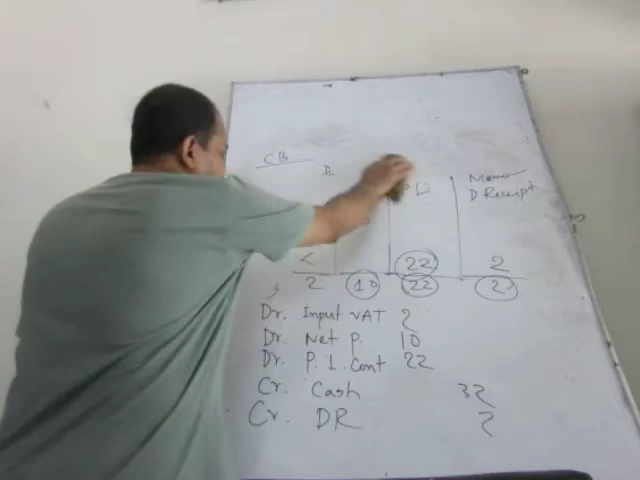 CB
Dr. Memo
L D Receipt
22 2
2 10 22 2
Dr. Input VAT 2
Dr. Net P. 10
Dr. P. L. Cont 22
Cr. Cash 32
Cr. DR 2